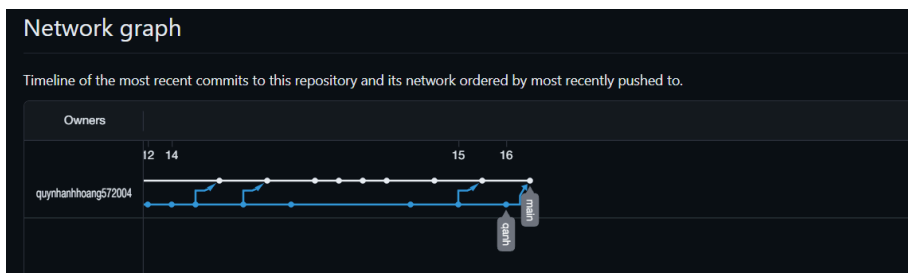 Network graph
Timeline of the most recent commits to this repository and its network ordered by most recently pushed to.
Owners
12 14 15 16
quynhanhhoang572004
main
qanh